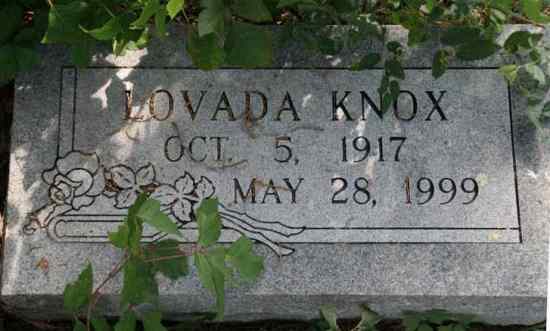 LOVADA KNOX
OCT. 5, 1917
MAY 28, 1999